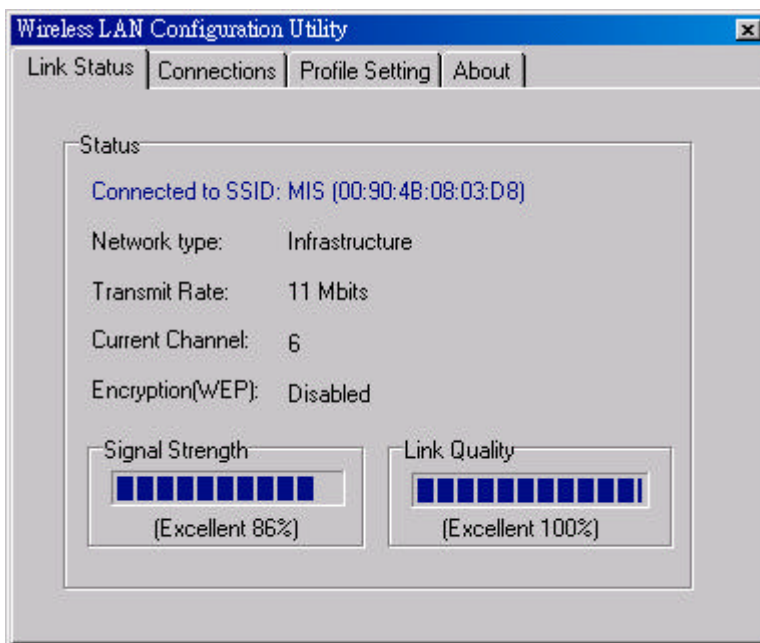 Wireless LAN Configuration Utility
Link Status
Connections
Profile Setting
About
Status
Connected to SSID: MIS (00:90:4B:08:03:D8)
Network type: Infrastructure
Transmit Rate: 11 Mbits
Current Channel: 6
Encryption(WEP): Disabled
Signal Strength
(Excellent 86%)
Link Quality
(Excellent 100%)